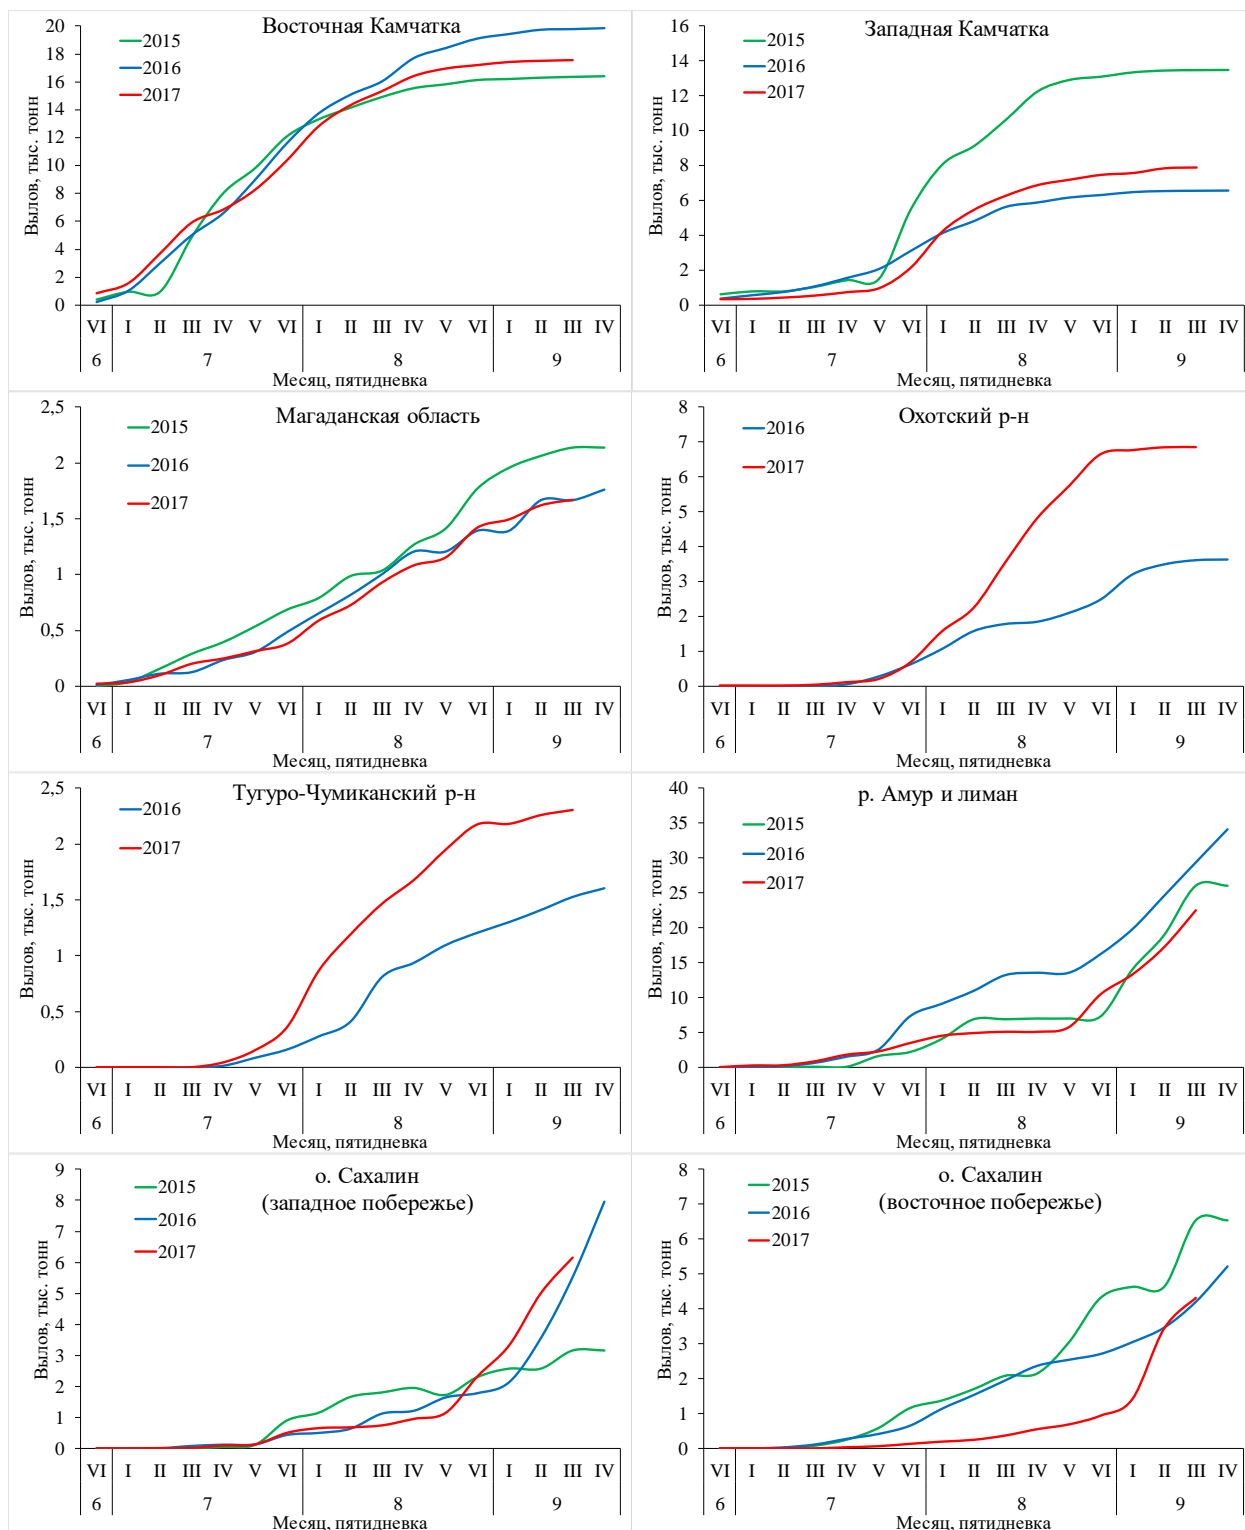 Восточная Камчатка
2015
2016
2017
Вылов, тыс. тонн
20
18
16
14
12
10
8
6
4
2
0
VI I II III IV V VI I II III IV V VI I II III IV
6 7 8 9
Месяц, пятидневка
Западная Камчатка
2015
2016
2017
Вылов, тыс. тонн
16
14
12
10
8
6
4
2
0
VI I II III IV V VI I II III IV V VI I II III IV
6 7 8 9
Месяц, пятидневка
Магаданская область
2015
2016
2017
Вылов, тыс. тонн
2,5
2
1,5
1
0,5
0
VI I II III IV V VI I II III IV V VI I II III IV
6 7 8 9
Месяц, пятидневка
Охотский р-н
2016
2017
Вылов, тыс. тонн
8
7
6
5
4
3
2
1
0
VI I II III IV V VI I II III IV V VI I II III IV
6 7 8 9
Месяц, пятидневка
Тугуро-Чумиканский р-н
2016
2017
Вылов, тыс. тонн
2,5
2
1,5
1
0,5
0
VI I II III IV V VI I II III IV V VI I II III IV
6 7 8 9
Месяц, пятидневка
р. Амур и лиман
2015
2016
2017
Вылов, тыс. тонн
40
35
30
25
20
15
10
5
0
VI I II III IV V VI I II III IV V VI I II III IV
6 7 8 9
Месяц, пятидневка
о. Сахалин
(западное побережье)
2015
2016
2017
Вылов, тыс. тонн
9
8
7
6
5
4
3
2
1
0
VI I II III IV V VI I II III IV V VI I II III IV
6 7 8 9
Месяц, пятидневка
о. Сахалин
(восточное побережье)
2015
2016
2017
Вылов, тыс. тонн
8
7
6
5
4
3
2
1
0
VI I II III IV V VI I II III IV V VI I II III IV
6 7 8 9
Месяц, пятидневка